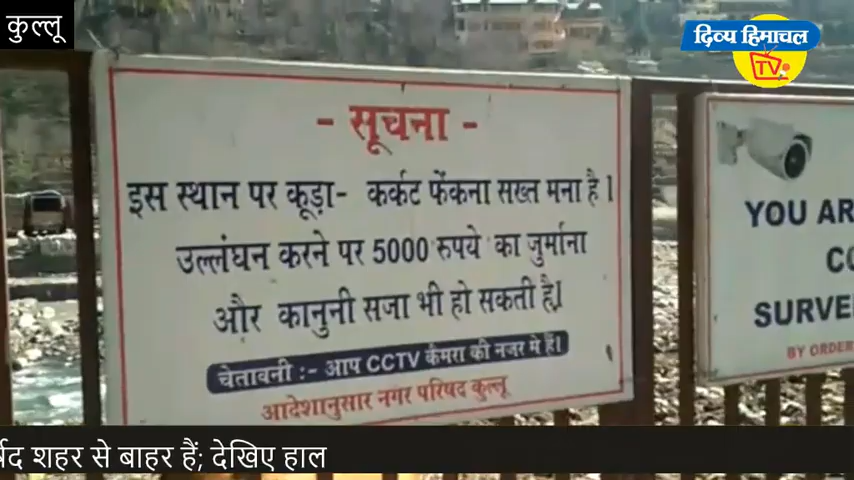 कुल्लू
दिव्य हिमाचल
TV
- सूचना -
इस स्थान पर कूड़ा- कर्कट फेंकना सख्त मना है ।
उल्लंघन करने पर 5000 रुपये का जुर्माना
और कानुनी सजा भी हो सकती है।
चेतावनी :- आप CCTV कैमरा की नजर मे हैं।
आदेशानुसार नगर परिषद कुल्लू
YOU AR
CC
SURVE
BY ORDER
र्षद शहर से बाहर हैं; देखिए हाल